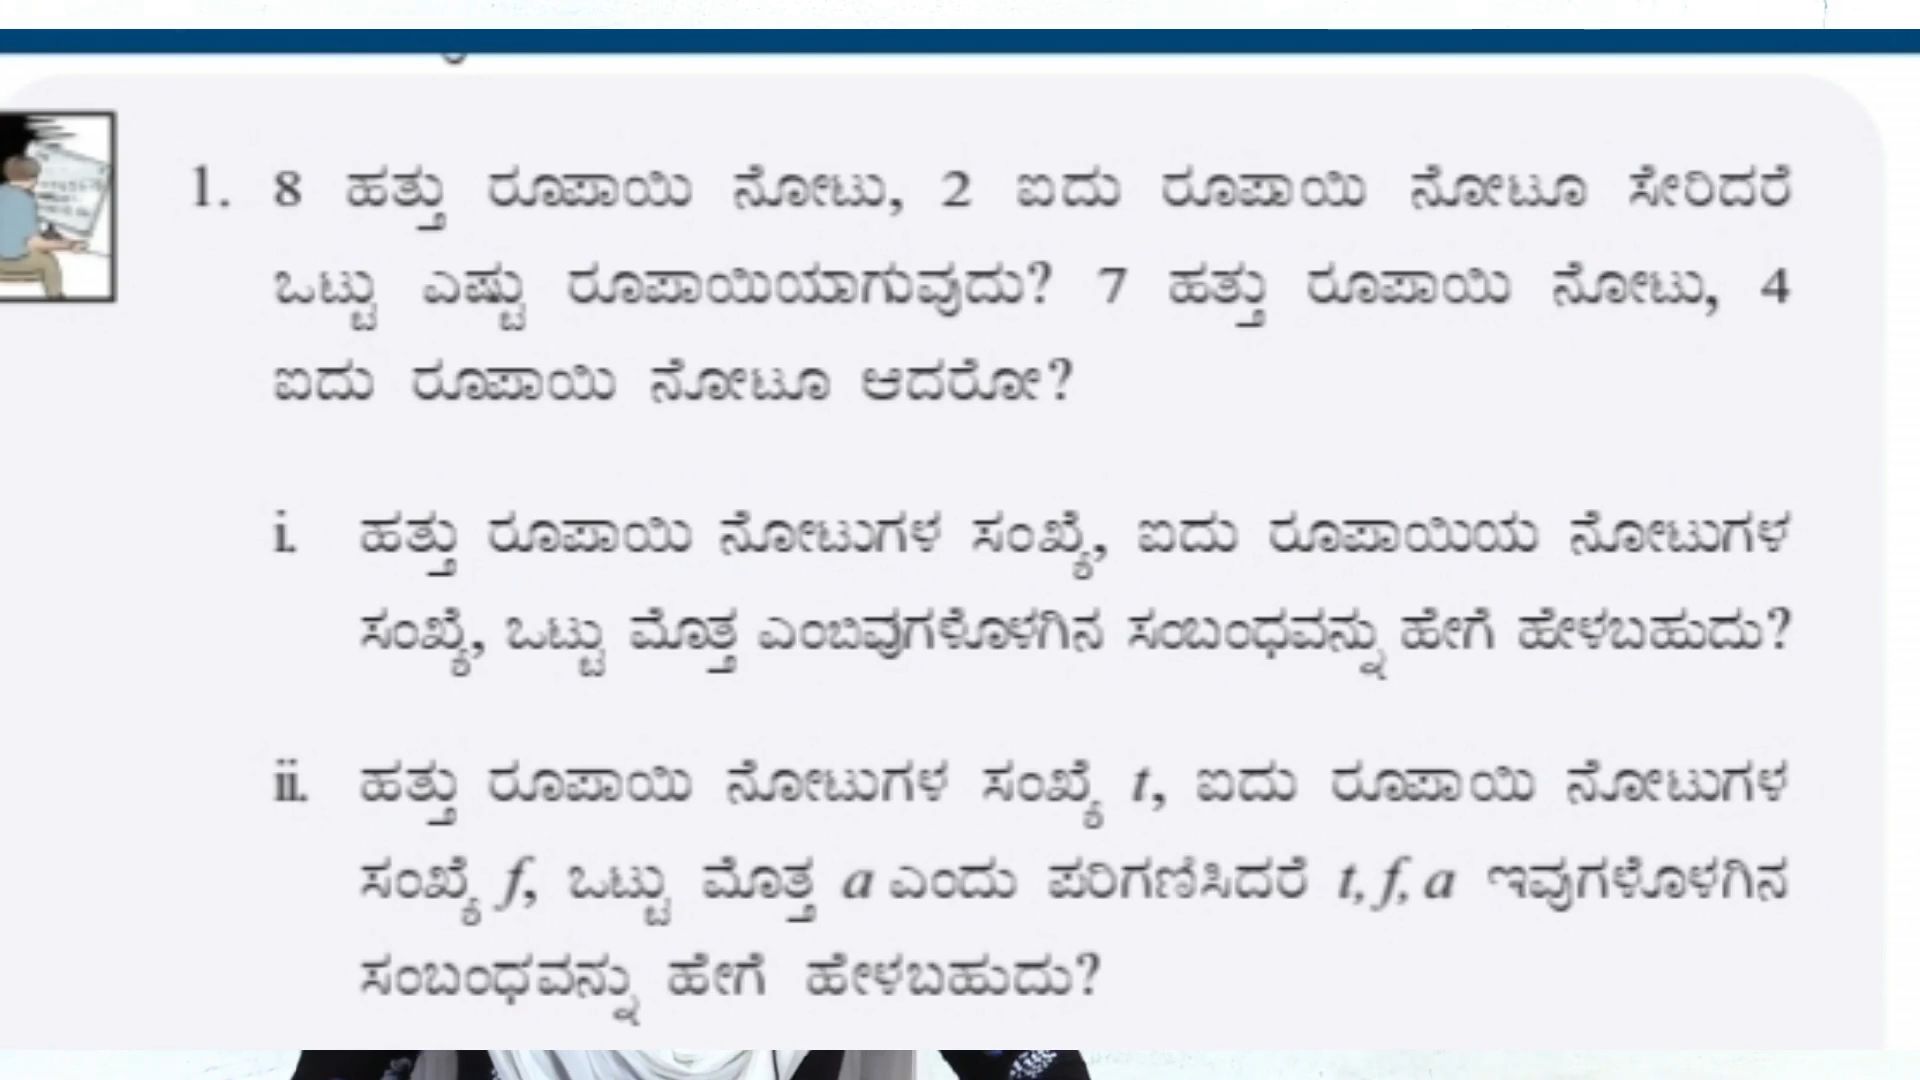 1. 8 ಹತ್ತು ರೂಪಾಯಿ ನೋಟು, 2 ಐದು ರೂಪಾಯಿ ನೋಟೂ ಸೇರಿದರೆ
ಒಟ್ಟು ಎಷ್ಟು ರೂಪಾಯಿಯಾಗುವುದು? 7 ಹತ್ತು ರೂಪಾಯಿ ನೋಟು, 4
ಐದು ರೂಪಾಯಿ ನೋಟೂ ಆದರೋ?
i. ಹತ್ತು ರೂಪಾಯಿ ನೋಟುಗಳ ಸಂಖ್ಯೆ, ಐದು ರೂಪಾಯಿಯ ನೋಟುಗಳ
ಸಂಖ್ಯೆ, ಒಟ್ಟು ಮೊತ್ತ ಎಂಬಿವುಗಳೊಳಗಿನ ಸಂಬಂಧವನ್ನು ಹೇಗೆ ಹೇಳಬಹುದು?
ii. ಹತ್ತು ರೂಪಾಯಿ ನೋಟುಗಳ ಸಂಖ್ಯೆ t, ಐದು ರೂಪಾಯಿ ನೋಟುಗಳ
ಸಂಖ್ಯೆ f, ಒಟ್ಟು ಮೊತ್ತ a ಎಂದು ಪರಿಗಣಿಸಿದರೆ t, f, a ಇವುಗಳೊಳಗಿನ
ಸಂಬಂಧವನ್ನು ಹೇಗೆ ಹೇಳಬಹುದು?